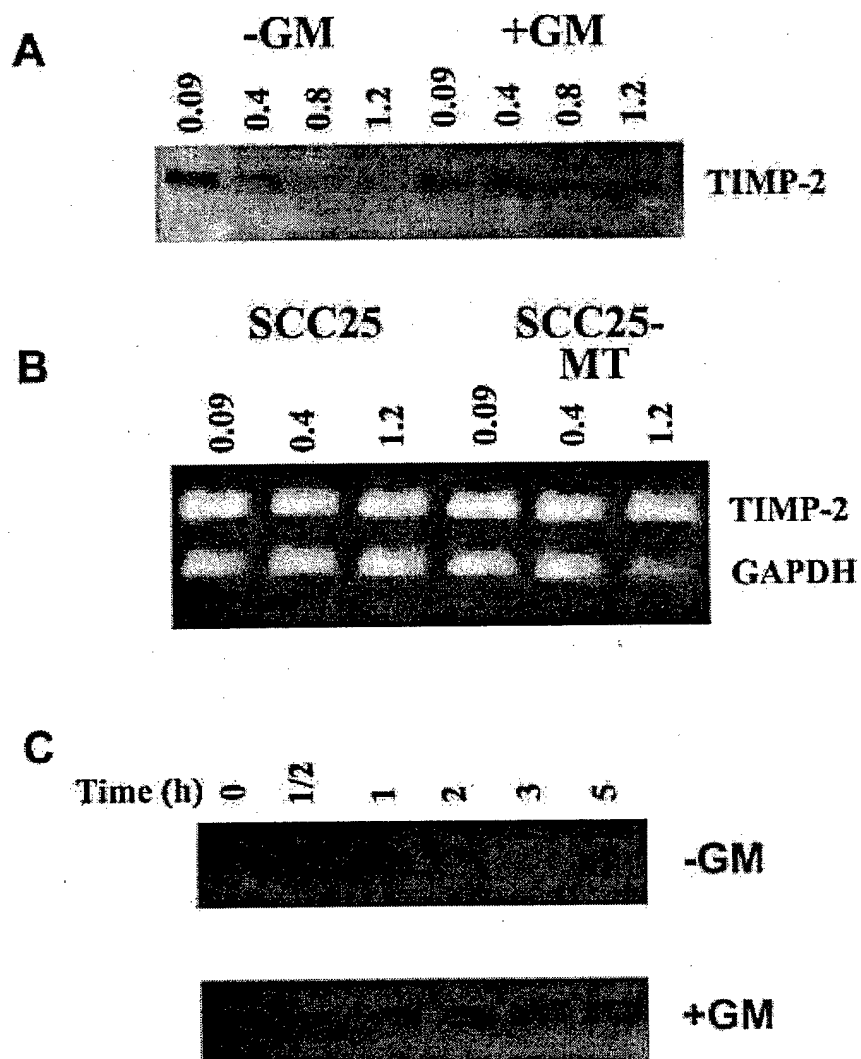 A
-GM +GM
0.09 0.4 0.8 1.2 0.09 0.4 0.8 1.2
TIMP-2
B
SCC25 SCC25-
MT
0.09 0.4 1.2 0.09 0.4 1.2
TIMP-2
GAPDH
C
Time (h) 0 1/2 1 2 3 5
-GM
+GM